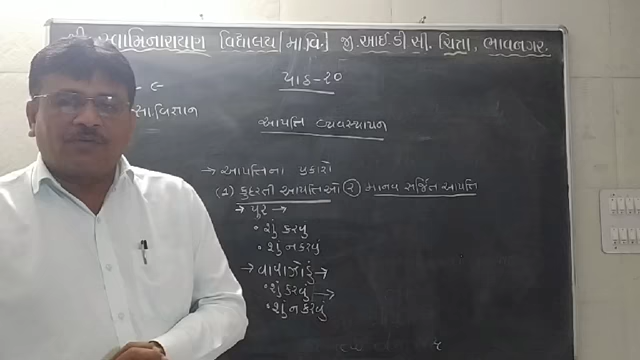 શ્રી સ્વામિનારાયણ વિદ્યાલય [મા.વિ.] જી.આઈ.ડી સી. ચિત્રા, ભાવનગર.
- ૯
પાઠ-૨૦
સા.વિજ્ઞાન
આપત્તિ વ્યવસ્થાપન
→ આપત્તિના પ્રકારો
(૧) કુદરતી આપત્તિઓ (૨) માનવ સર્જિત આપત્તિ
→ પૂર →
• શું કરવું
• શું ન કરવું
→ વાવાઝોડું →
• શું કરવું →
• શું ન કરવું